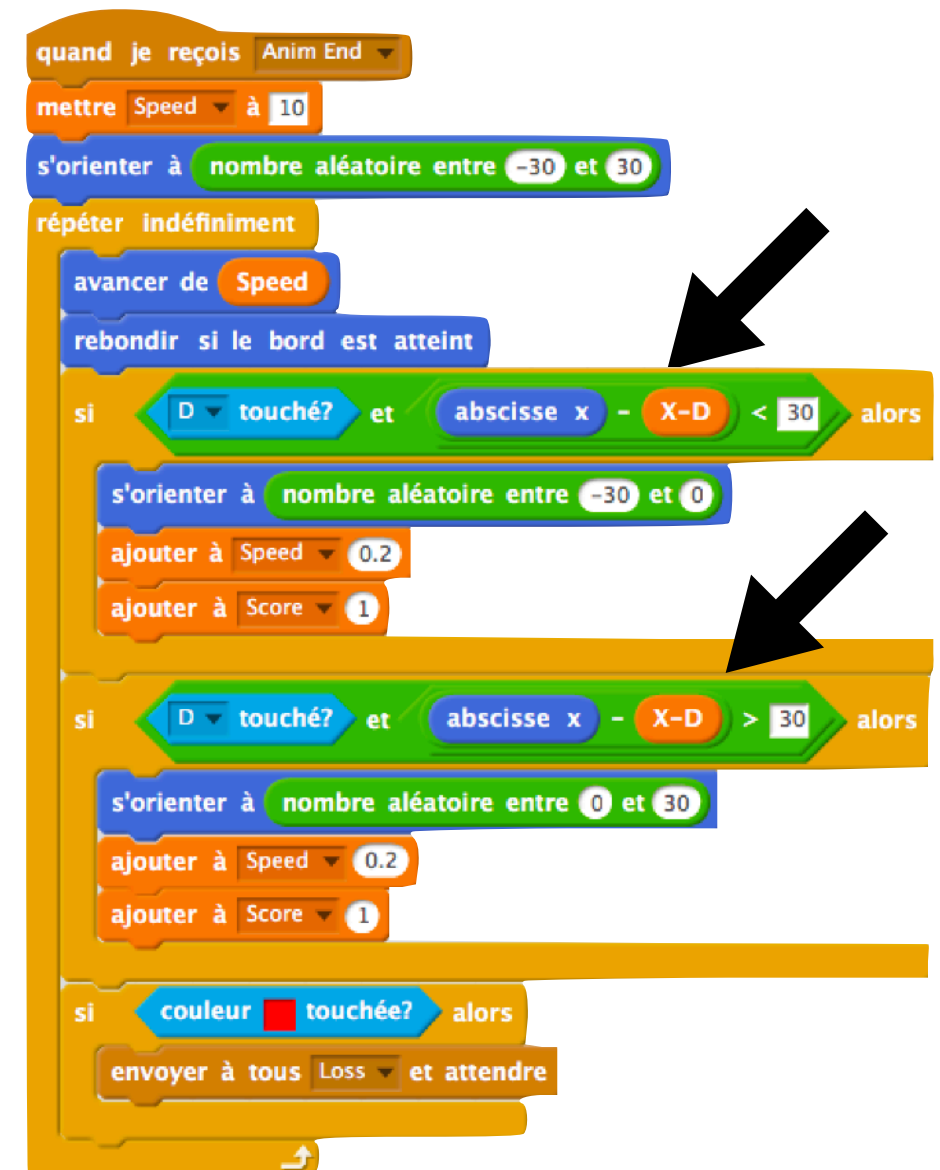 quand je reçois Anim End
mettre Speed à 10
s'orienter à nombre aléatoire entre -30 et 30
répéter indéfiniment
avancer de Speed
rebondir si le bord est atteint
si D touché? et abscisse x - X-D < 30 alors
s'orienter à nombre aléatoire entre -30 et 0
ajouter à Speed 0.2
ajouter à Score 1
si D touché? et abscisse x - X-D > 30 alors
s'orienter à nombre aléatoire entre 0 et 30
ajouter à Speed 0.2
ajouter à Score 1
si couleur touchée? alors
envoyer à tous Loss et attendre